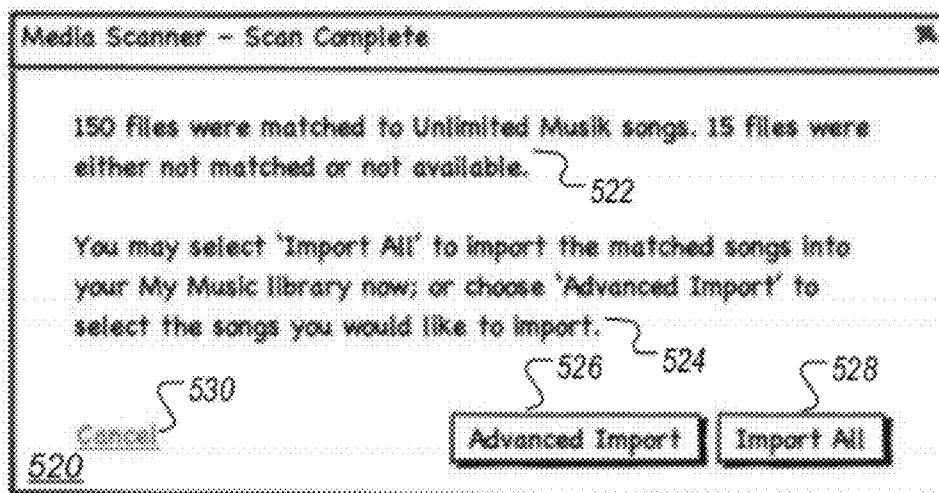 Media Scanner - Scan Complete
150 files were matched to Unlimited Musik songs. 15 files were
either not matched or not available.
522
You may select 'Import All' to import the matched songs into
your My Music library now; or choose 'Advanced Import' to
select the songs you would like to import.
524
530
526
528
Cancel
Advanced Import
Import All
520